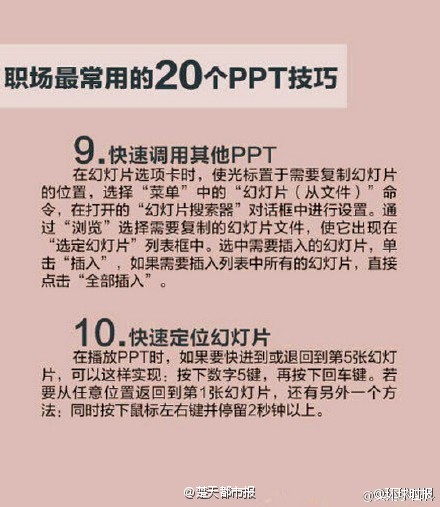 职场最常用的20个PPT技巧
9.快速调用其他PPT
在幻灯片选项卡时，使光标置于需要复制幻灯片
的位置，选择“菜单”中的“幻灯片（从文件）”命
令，在打开的“幻灯片搜索器”对话框中进行设置。通
过“浏览”选择需要复制的幻灯片文件，使它出现在
“选定幻灯片”列表框中。选中需要插入的幻灯片，单
击“插入”，如果需要插入列表中所有的幻灯片，直接
点击“全部插入”。
10.快速定位幻灯片
在播放PPT时，如果要快进到或退回到第5张幻灯
片，可以这样实现：按下数字5键，再按下回车键。若
要从任意位置返回到第1张幻灯片，还有另外一个方
法：同时按下鼠标左右键并停留2秒钟以上。
@楚天都市报
@环球时报